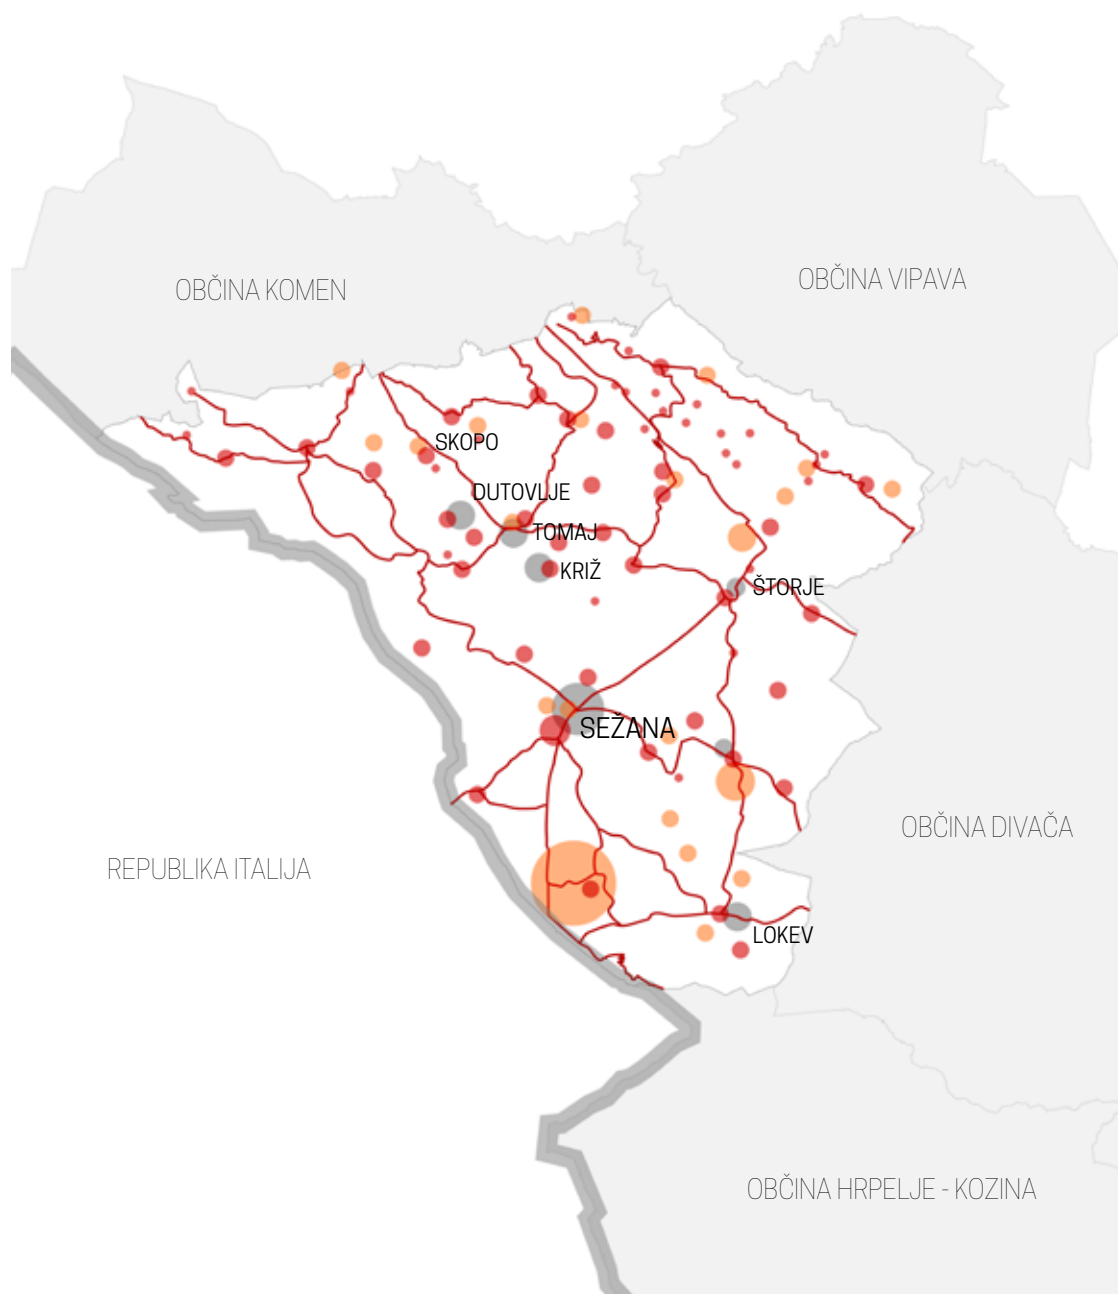 OBČINA KOMEN
OBČINA VIPAVA
SKOPO
DUTOVLJE
TOMAJ
KRIŽ
ŠTORJE
SEŽANA
OBČINA DIVAČA
REPUBLIKA ITALIJA
LOKEV
OBČINA HRPELJE - KOZINA